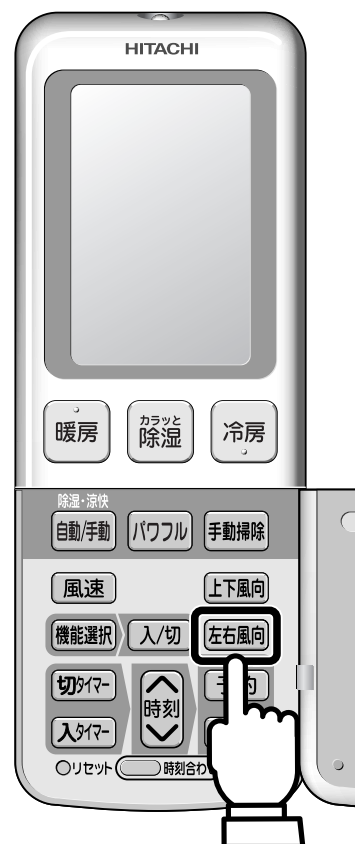 HITACHI
暖房 カラッと除湿 冷房
除湿・涼快
自動/手動 パワフル 手動掃除
風速 上下風向
機能選択 入/切 左右風向
切タイマー 時刻
入タイマー
リセット 時刻合わ